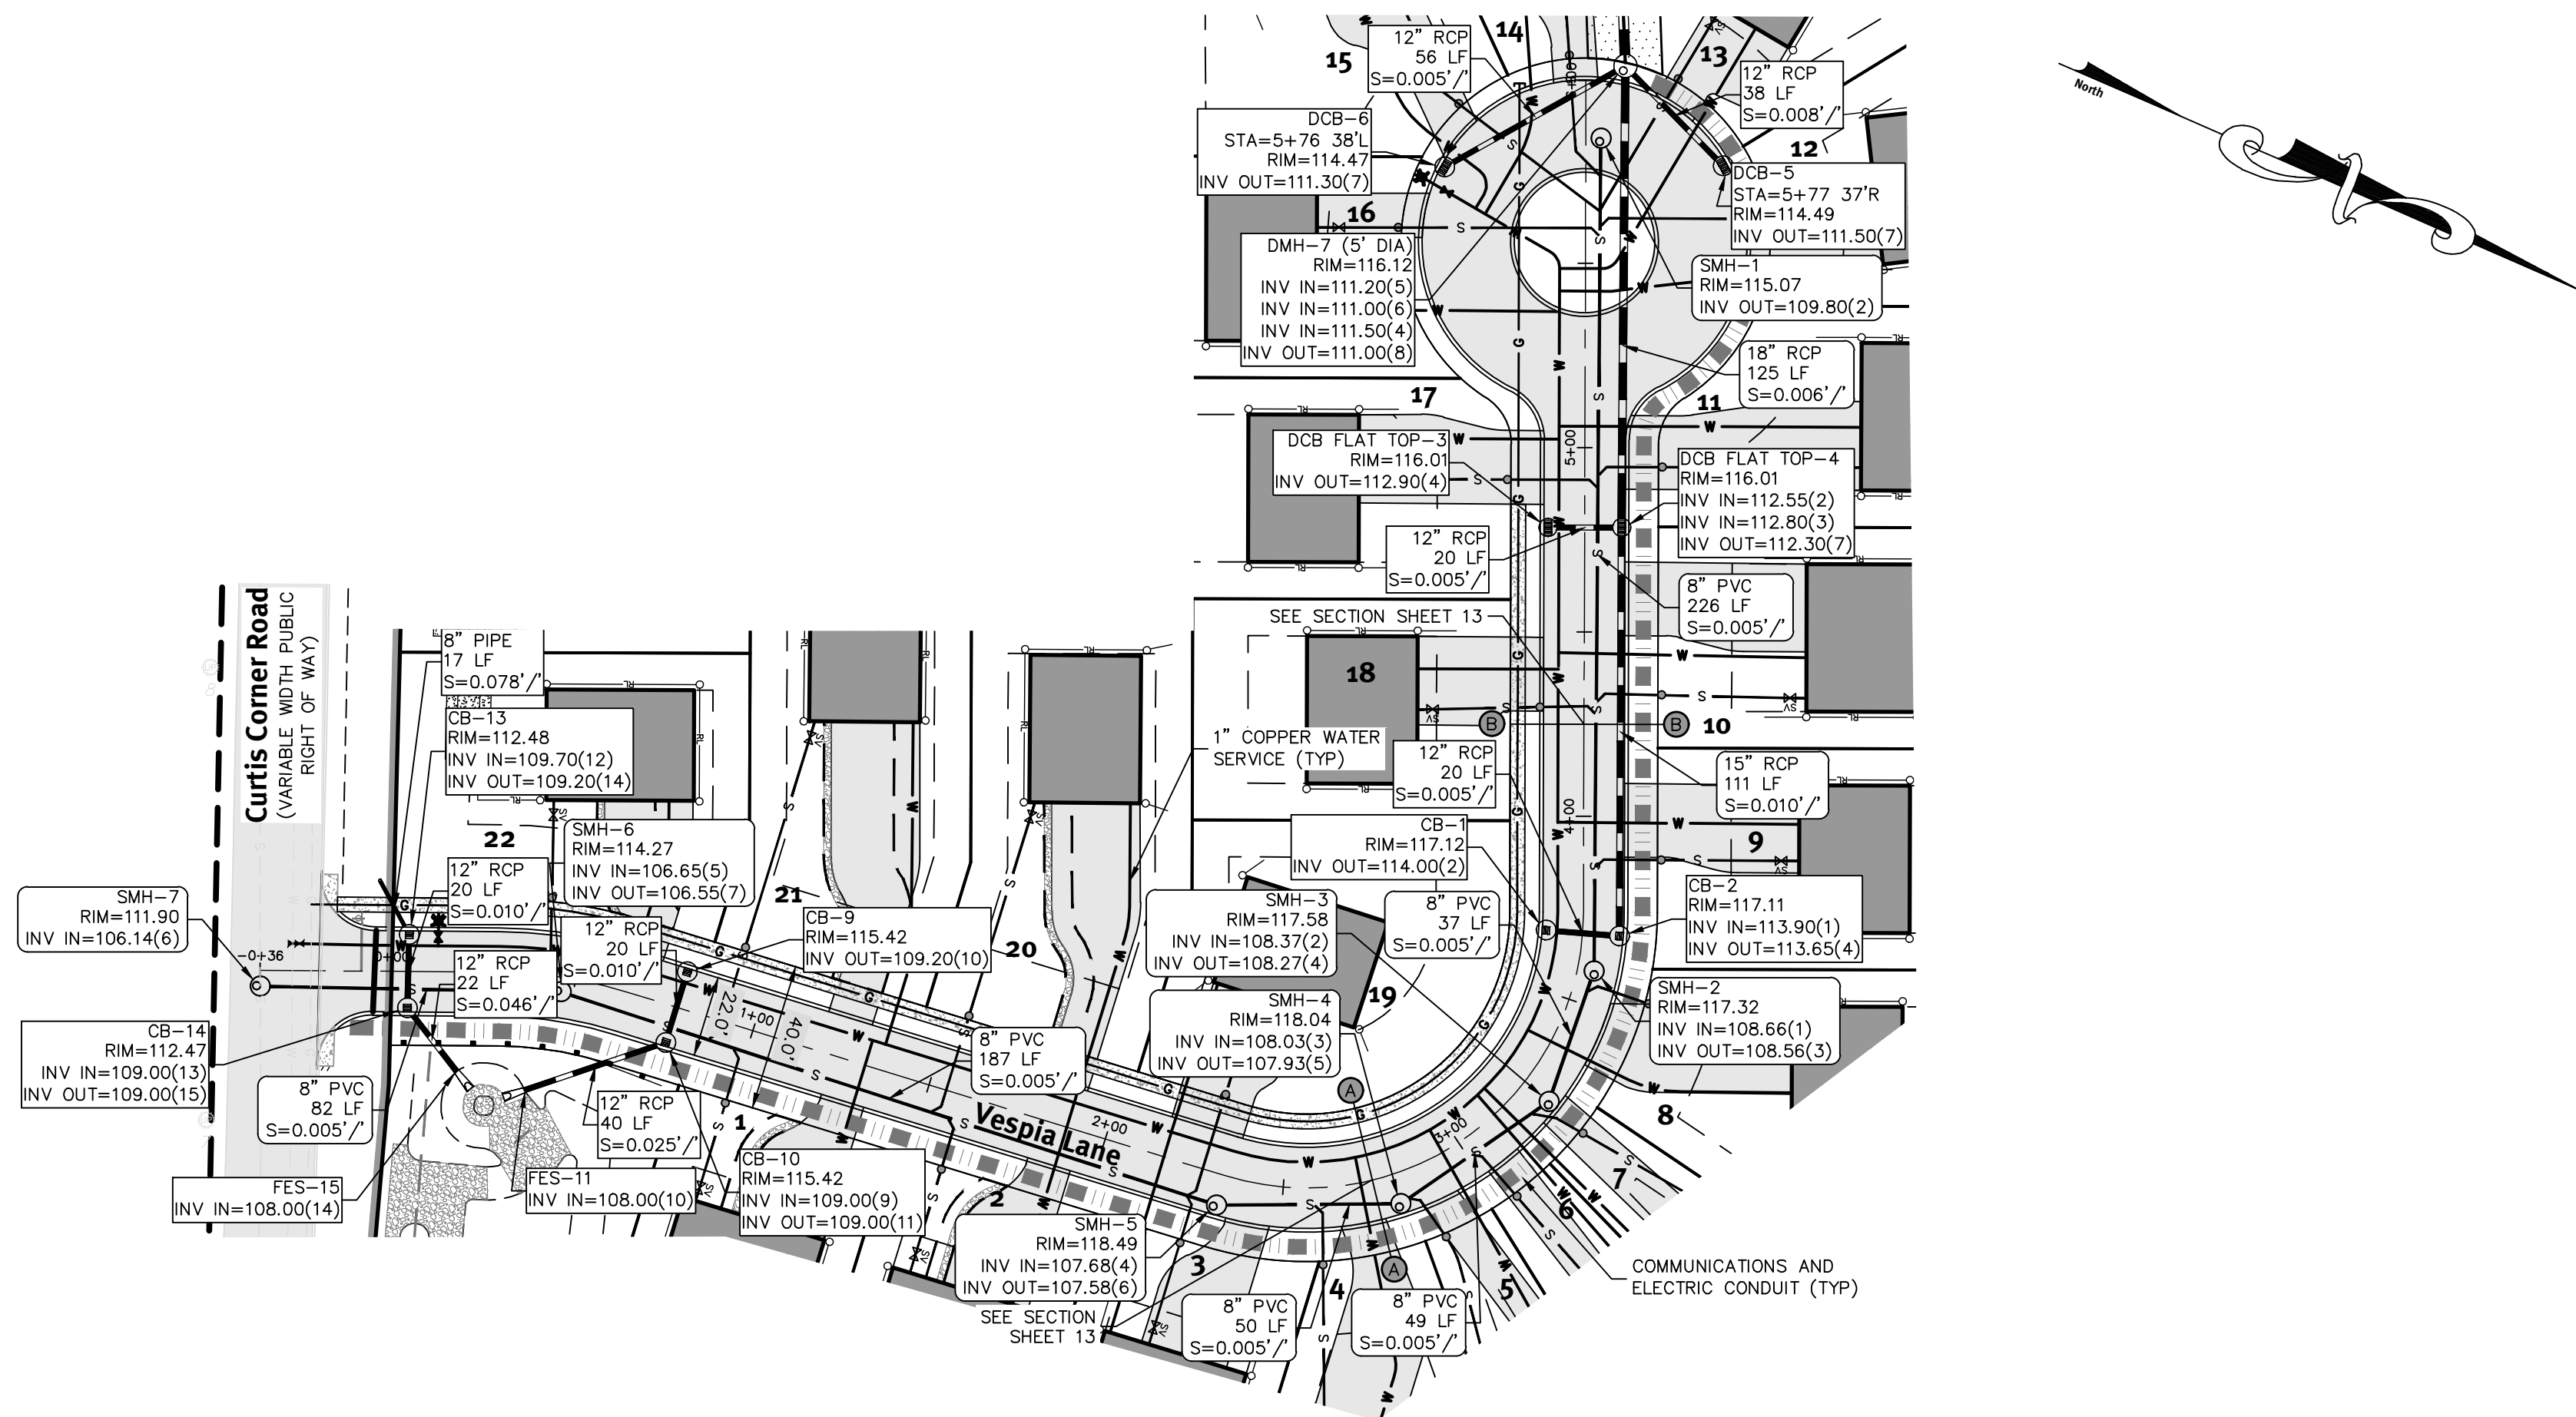 North
14
15
12" RCP
56 LF
S=0.005'/'
13
12" RCP
38 LF
S=0.008'/'
12
DCB-6
STA=5+76 38'L
RIM=114.47
INV OUT=111.30(7)
DCB-5
STA=5+77 37'R
RIM=114.49
INV OUT=111.50(7)
16
DMH-7 (5' DIA)
RIM=116.12
INV IN=111.20(5)
INV IN=111.00(6)
INV IN=111.50(4)
INV OUT=111.00(8)
SMH-1
RIM=115.07
INV OUT=109.80(2)
18" RCP
125 LF
S=0.006'/'
17
11
DCB FLAT TOP-3
RIM=116.01
INV OUT=112.90(4)
5+00
DCB FLAT TOP-4
RIM=116.01
INV IN=112.55(2)
INV IN=112.80(3)
INV OUT=112.30(7)
12" RCP
20 LF
S=0.005'/'
8" PVC
226 LF
S=0.005'/'
SEE SECTION SHEET 13
18
B
B
10
1" COPPER WATER
SERVICE (TYP)
12" RCP
20 LF
S=0.005'/'
15" RCP
111 LF
S=0.010'/'
4+00
9
CB-1
RIM=117.12
INV OUT=114.00(2)
CB-2
RIM=117.11
INV IN=113.90(1)
INV OUT=113.65(4)
Curtis Corner Road
(VARIABLE WIDTH PUBLIC
RIGHT OF WAY)
8" PIPE
17 LF
S=0.078'/'
CB-13
RIM=112.48
INV IN=109.70(12)
INV OUT=109.20(14)
22
SMH-6
RIM=114.27
INV IN=106.65(5)
INV OUT=106.55(7)
12" RCP
20 LF
S=0.010'/'
21
SMH-7
RIM=111.90
INV IN=106.14(6)
-0+36
0+00
12" RCP
20 LF
S=0.010'/'
CB-9
RIM=115.42
INV OUT=109.20(10)
20
SMH-3
RIM=117.58
INV IN=108.37(2)
INV OUT=108.27(4)
8" PVC
37 LF
S=0.005'/'
12" RCP
22 LF
S=0.046'/'
19
SMH-4
RIM=118.04
INV IN=108.03(3)
INV OUT=107.93(5)
SMH-2
RIM=117.32
INV IN=108.66(1)
INV OUT=108.56(3)
CB-14
RIM=112.47
INV IN=109.00(13)
INV OUT=109.00(15)
22.0'
1+00
40.0'
8" PVC
187 LF
S=0.005'/'
8" PVC
82 LF
S=0.005'/'
12" RCP
40 LF
S=0.025'/'
1
Vespia Lane
2+00
A
3+00
8
7
FES-15
INV IN=108.00(14)
FES-11
INV IN=108.00(10)
CB-10
RIM=115.42
INV IN=109.00(9)
INV OUT=109.00(11)
2
6
SMH-5
RIM=118.49
INV IN=107.68(4)
INV OUT=107.58(6)
3
4
A
5
COMMUNICATIONS AND
ELECTRIC CONDUIT (TYP)
SEE SECTION
SHEET 13
8" PVC
50 LF
S=0.005'/'
8" PVC
49 LF
S=0.005'/'